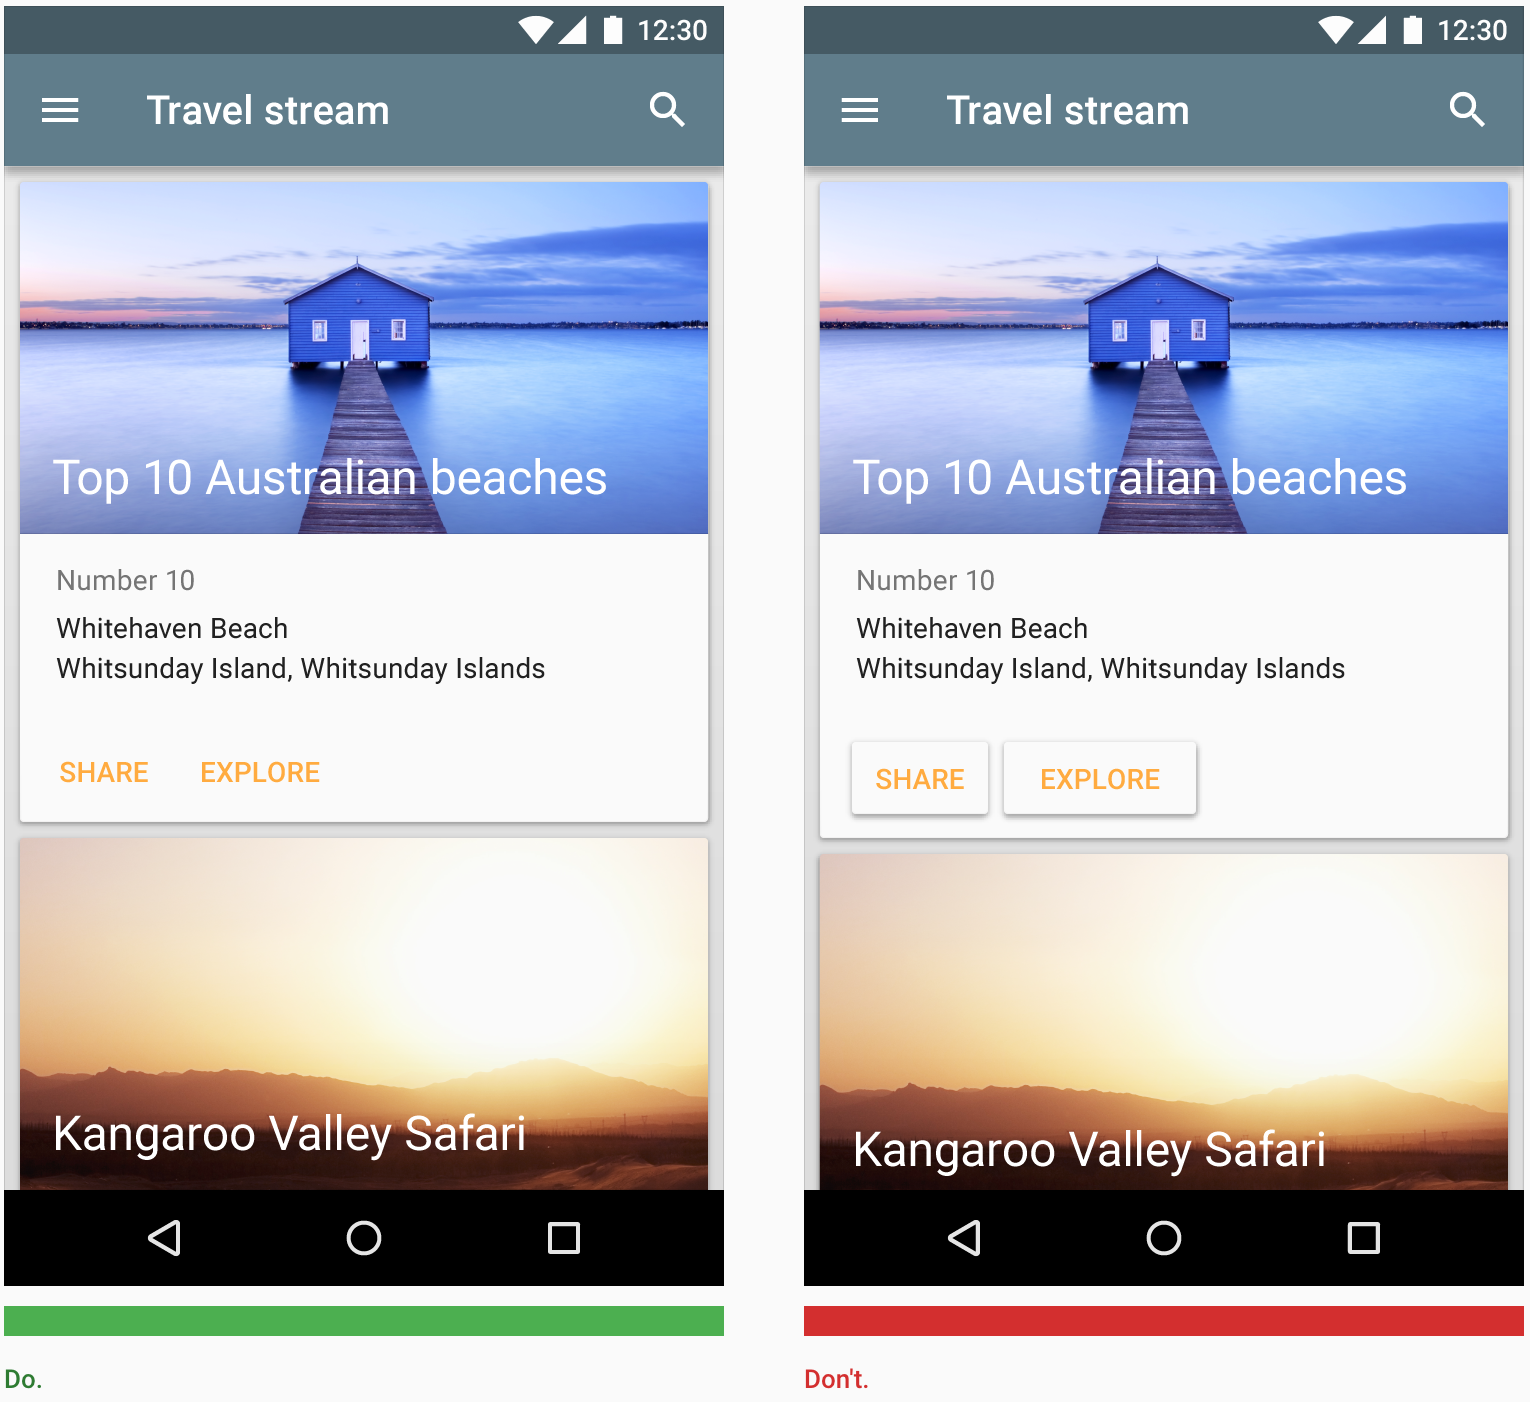 12:30
Travel stream
Top 10 Australian beaches
Number 10
Whitehaven Beach
Whitsunday Island, Whitsunday Islands
SHARE EXPLORE
Kangaroo Valley Safari
Do.
12:30
Travel stream
Top 10 Australian beaches
Number 10
Whitehaven Beach
Whitsunday Island, Whitsunday Islands
SHARE EXPLORE
Kangaroo Valley Safari
Don't.